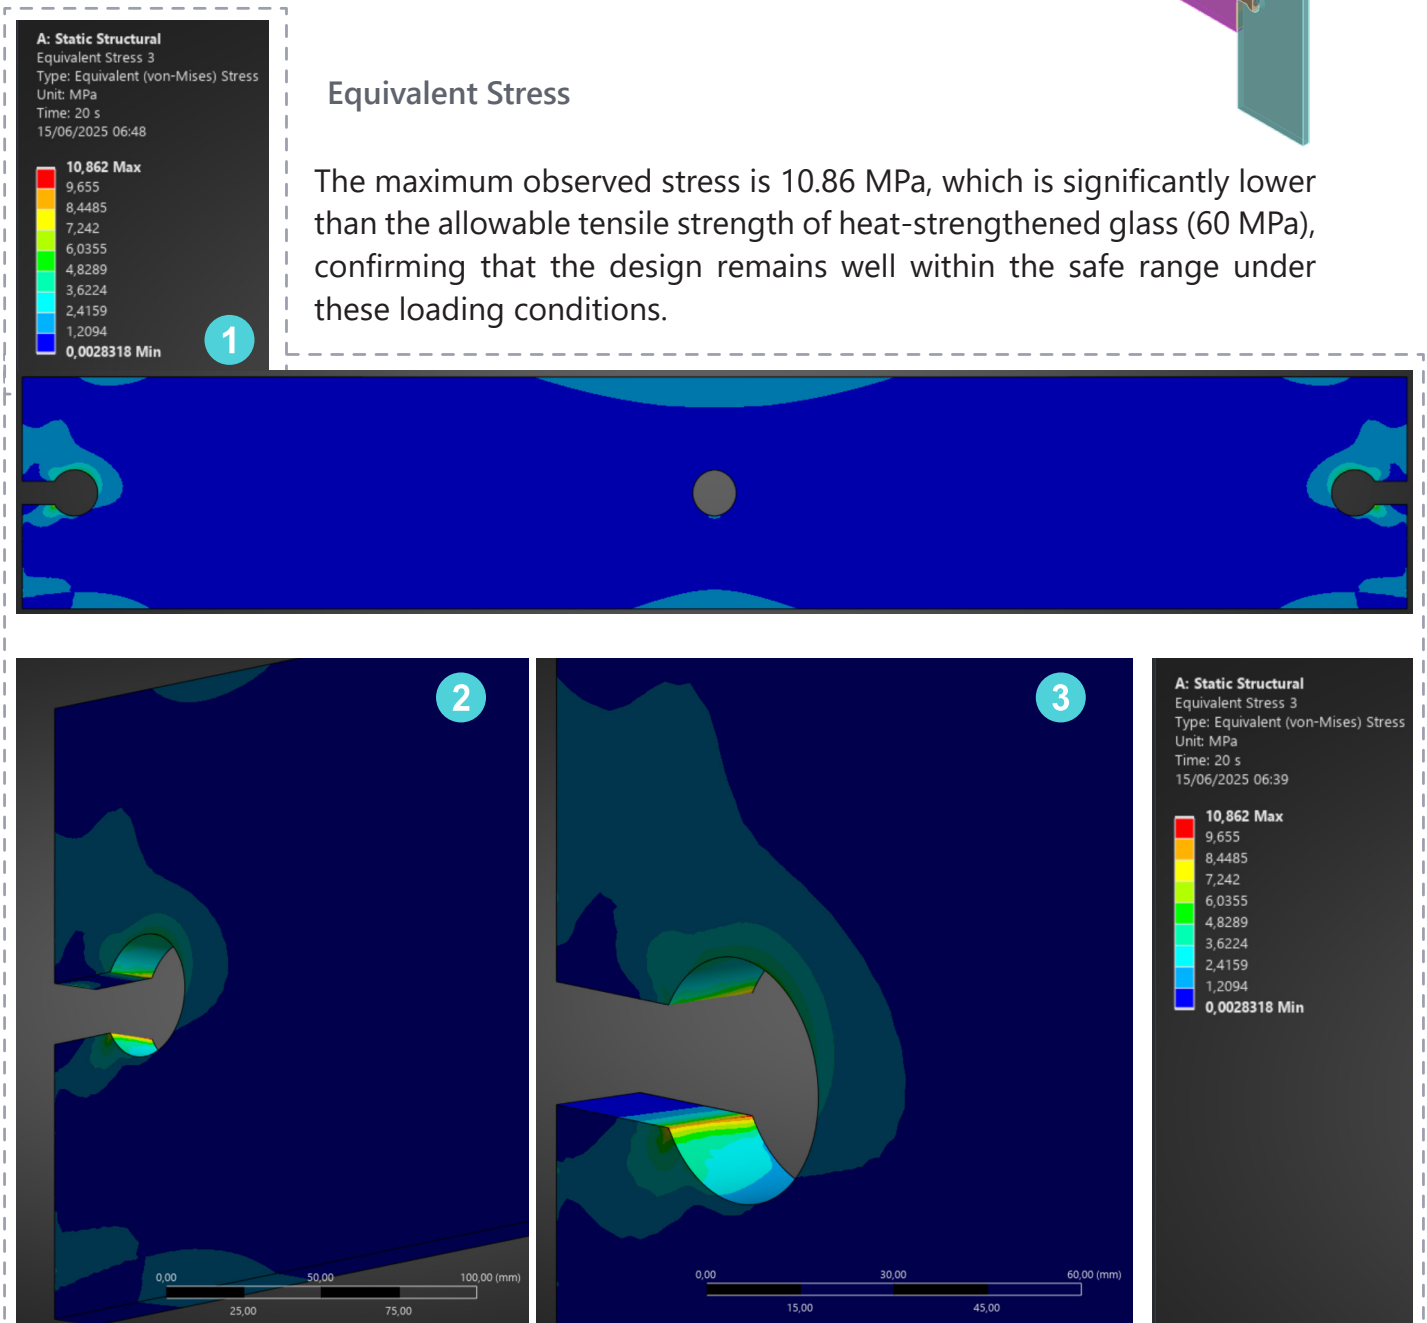 A: Static Structural
Equivalent Stress 3
Type: Equivalent (von-Mises) Stress
Unit: MPa
Time: 20 s
15/06/2025 06:48
10,862 Max
9,655
8,4485
7,242
6,0355
4,8289
3,6224
2,4159
1,2094
0,0028318 Min
1
Equivalent Stress
The maximum observed stress is 10.86 MPa, which is significantly lower
than the allowable tensile strength of heat-strengthened glass (60 MPa),
confirming that the design remains well within the safe range under
these loading conditions.
2
0,00 50,00 100,00 (mm)
25,00 75,00
3
0,00 30,00 60,00 (mm)
15,00 45,00
A: Static Structural
Equivalent Stress 3
Type: Equivalent (von-Mises) Stress
Unit: MPa
Time: 20 s
15/06/2025 06:39
10,862 Max
9,655
8,4485
7,242
6,0355
4,8289
3,6224
2,4159
1,2094
0,0028318 Min